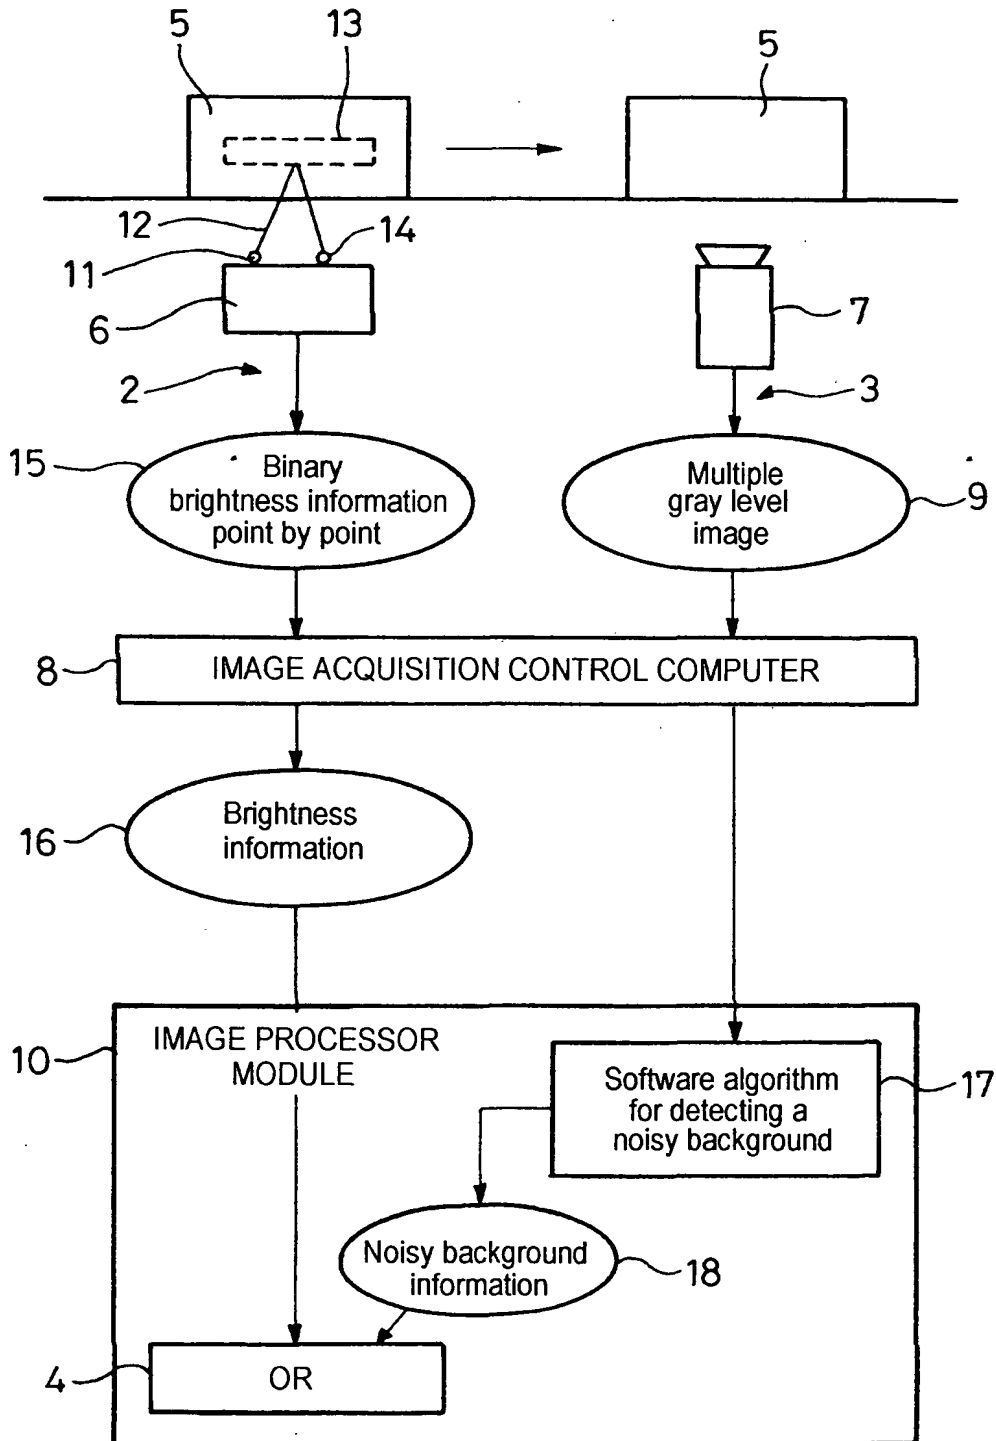 5
13
5
12
14
11
6
7
2
3
15
Binary
brightness information
point by point
Multiple
gray level
image
9
8
IMAGE ACQUISITION CONTROL COMPUTER
16
Brightness
information
10
IMAGE PROCESSOR
MODULE
Software algorithm
for detecting a
noisy background
17
Noisy background
information
18
4
OR